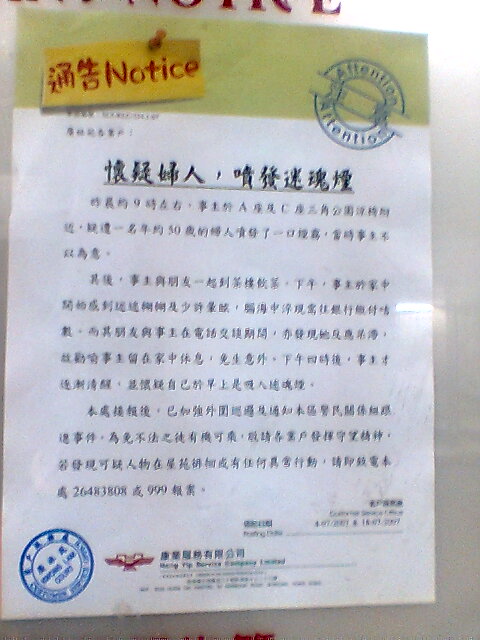 通告Notice
Attention
Attention
懷疑婦人，噴發迷魂煙
昨晨約9時左右，事主於A座及C座三角公園涼椅附
近，疑遭一名年約50歲的婦人噴發了一口煙霧，當時事主不
以為意。
其後，事主與朋友一起到茶樓飲茶。下午，事主於家中
開始感到迷迷糊糊及少許暈眩，腦海中浮現需往銀行繳付
數。而其朋友與事主在電話交談期間，亦發現她反應呆滯，
故勸喻事主留在家中休息，免生意外。下午四時後，事主才
逐漸清醒，並懷疑自己於早上是吸入迷魂煙。
本處接報後，已加強外圍巡邏及通知本區警民關係組跟
進事件。為免不法之徒有機可乘，敬請各業戶發揮守望精神，
若發現可疑人物在屋苑徘徊或有任何異常行動，請即致電本
處26483808或999報案。
Customer Service Office
Posting Date
康業服務有限公司
Hong Yip Service Company Limited